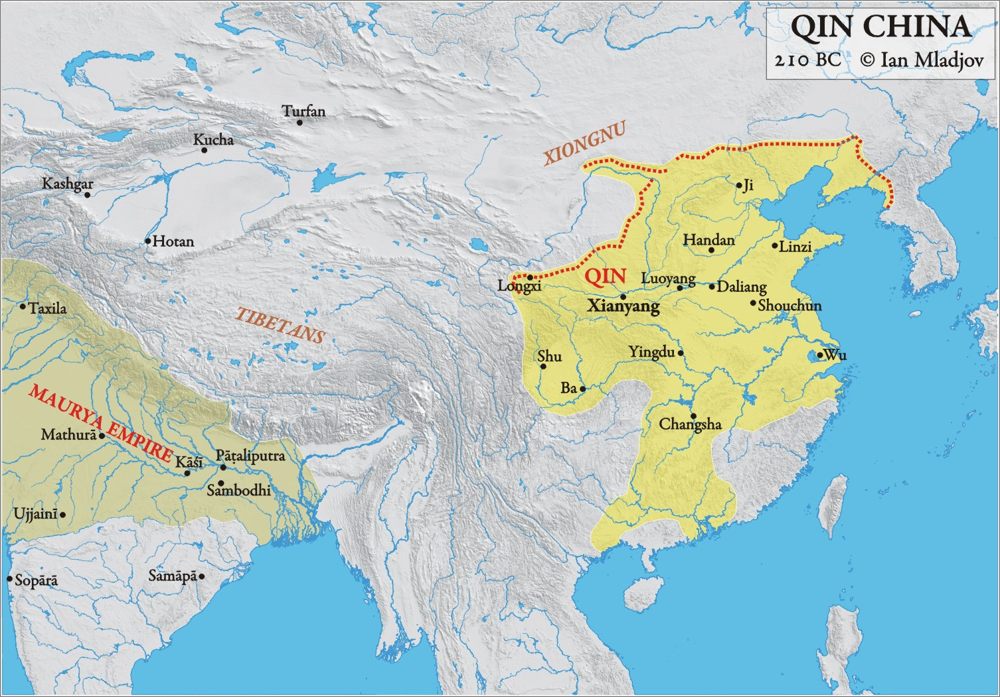 QIN CHINA
210 BC © Ian Mladjov
Turfan
XIONGNU
Kucha
Kashgar
Ji
Hotan
Handan
Linzi
QIN
Luoyang
Longxi
Daliang
Xianyang
Shouchun
Taxila
TIBETANS
Yingdu
Shu
Wu
Ba
MAURYA EMPIRE
Changsha
Mathurā
Kāśī
Pāṭaliputra
Sambodhi
Ujjainī
Sopārā
Samāpā